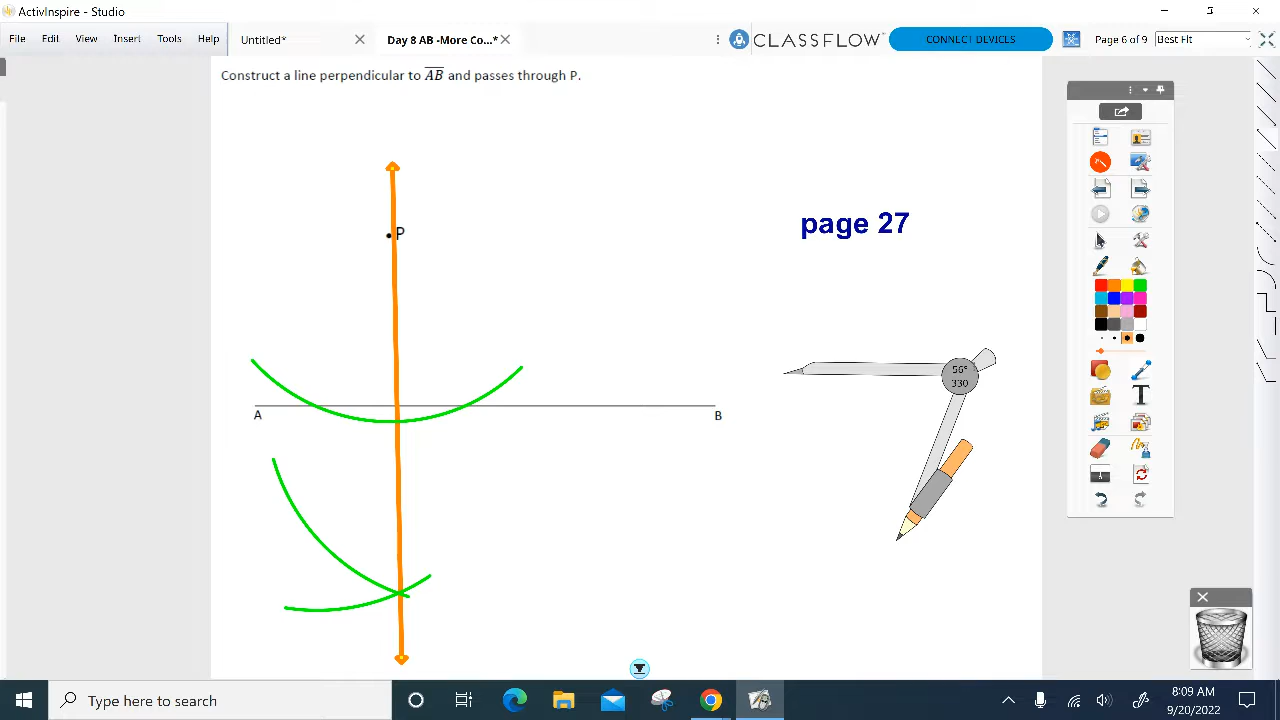 ActivInspire - Studio
File Edit View Insert Tools Help Untitled* Day 8 AB -More Co...* CLASSFLOW CONNECT DEVICES Page 6 of 9 Best Fit
Construct a line perpendicular to AB and passes through P.
P
page 27
56°
330
A
B
T
Type here to search
8:09 AM
9/20/2022